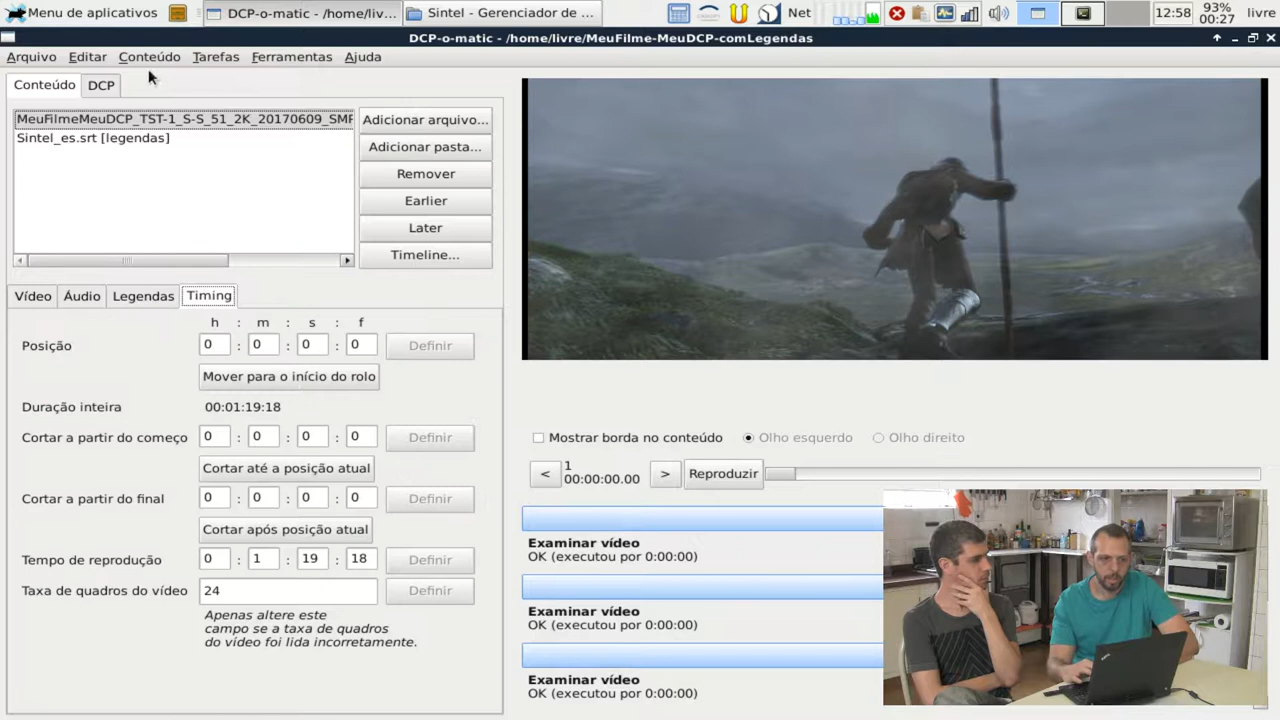 Menu de aplicativos
DCP-o-matic - /home/liv...
Sintel - Gerenciador de ...
Net
12:58
93%
00:27
livre
DCP-o-matic - /home/livre/MeuFilme-MeuDCP-comLegendas
Arquivo Editar Conteúdo Tarefas Ferramentas Ajuda
Conteúdo DCP
MeuFilmeMeuDCP_TST-1_S-S_51_2K_20170609_SMP
Sintel_es.srt [legendas]
Adicionar arquivo...
Adicionar pasta...
Remover
Earlier
Later
Timeline...
Vídeo Áudio Legendas Timing
h : m : s : f
Posição 0 : 0 : 0 : 0 Definir
Mover para o início do rolo
Duração inteira 00:01:19:18
Cortar a partir do começo 0 : 0 : 0 : 0 Definir
Cortar até a posição atual
Cortar a partir do final 0 : 0 : 0 : 0 Definir
Cortar após posição atual
Tempo de reprodução 0 : 1 : 19 : 18 Definir
Taxa de quadros do vídeo 24 Definir
Apenas altere este
campo se a taxa de quadros
do vídeo foi lida incorretamente.
Mostrar borda no conteúdo Olho esquerdo Olho direito
< 1 > Reproduzir
00:00:00.00
Examinar vídeo
OK (executou por 0:00:00)
Examinar vídeo
OK (executou por 0:00:00)
Examinar vídeo
OK (executou por 0:00:00)